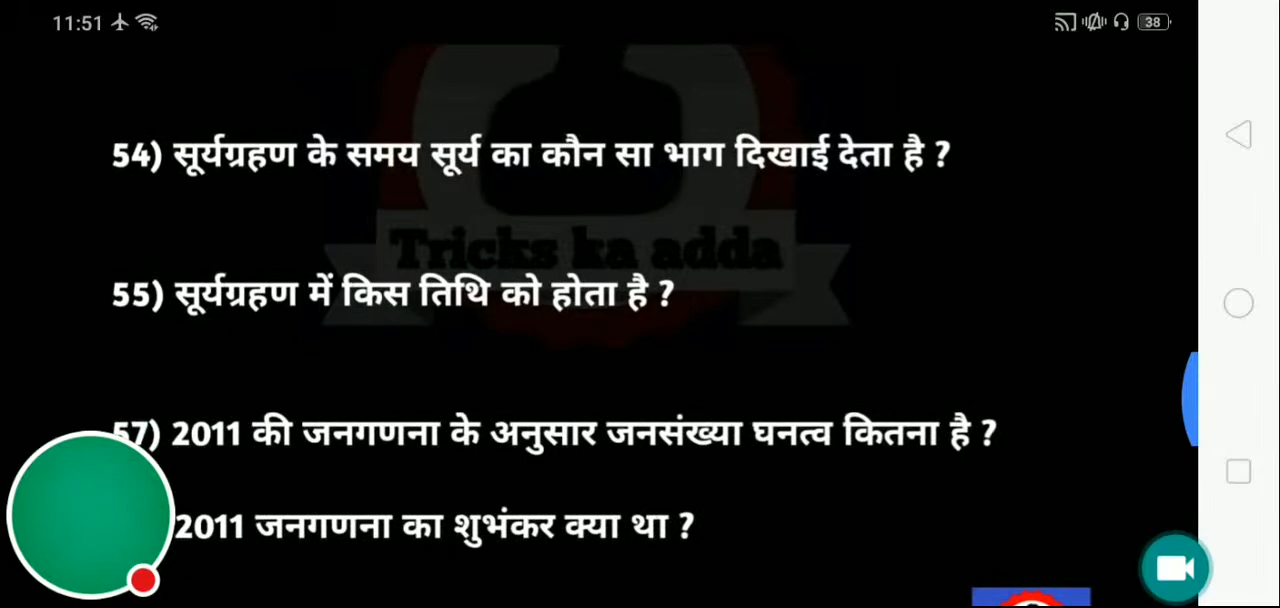 11:51
38
54) सूर्यग्रहण के समय सूर्य का कौन सा भाग दिखाई देता है ?
Tricks ka adda
55) सूर्यग्रहण में किस तिथि को होता है ?
57) 2011 की जनगणना के अनुसार जनसंख्या घनत्व कितना है ?
2011 जनगणना का शुभंकर क्या था ?